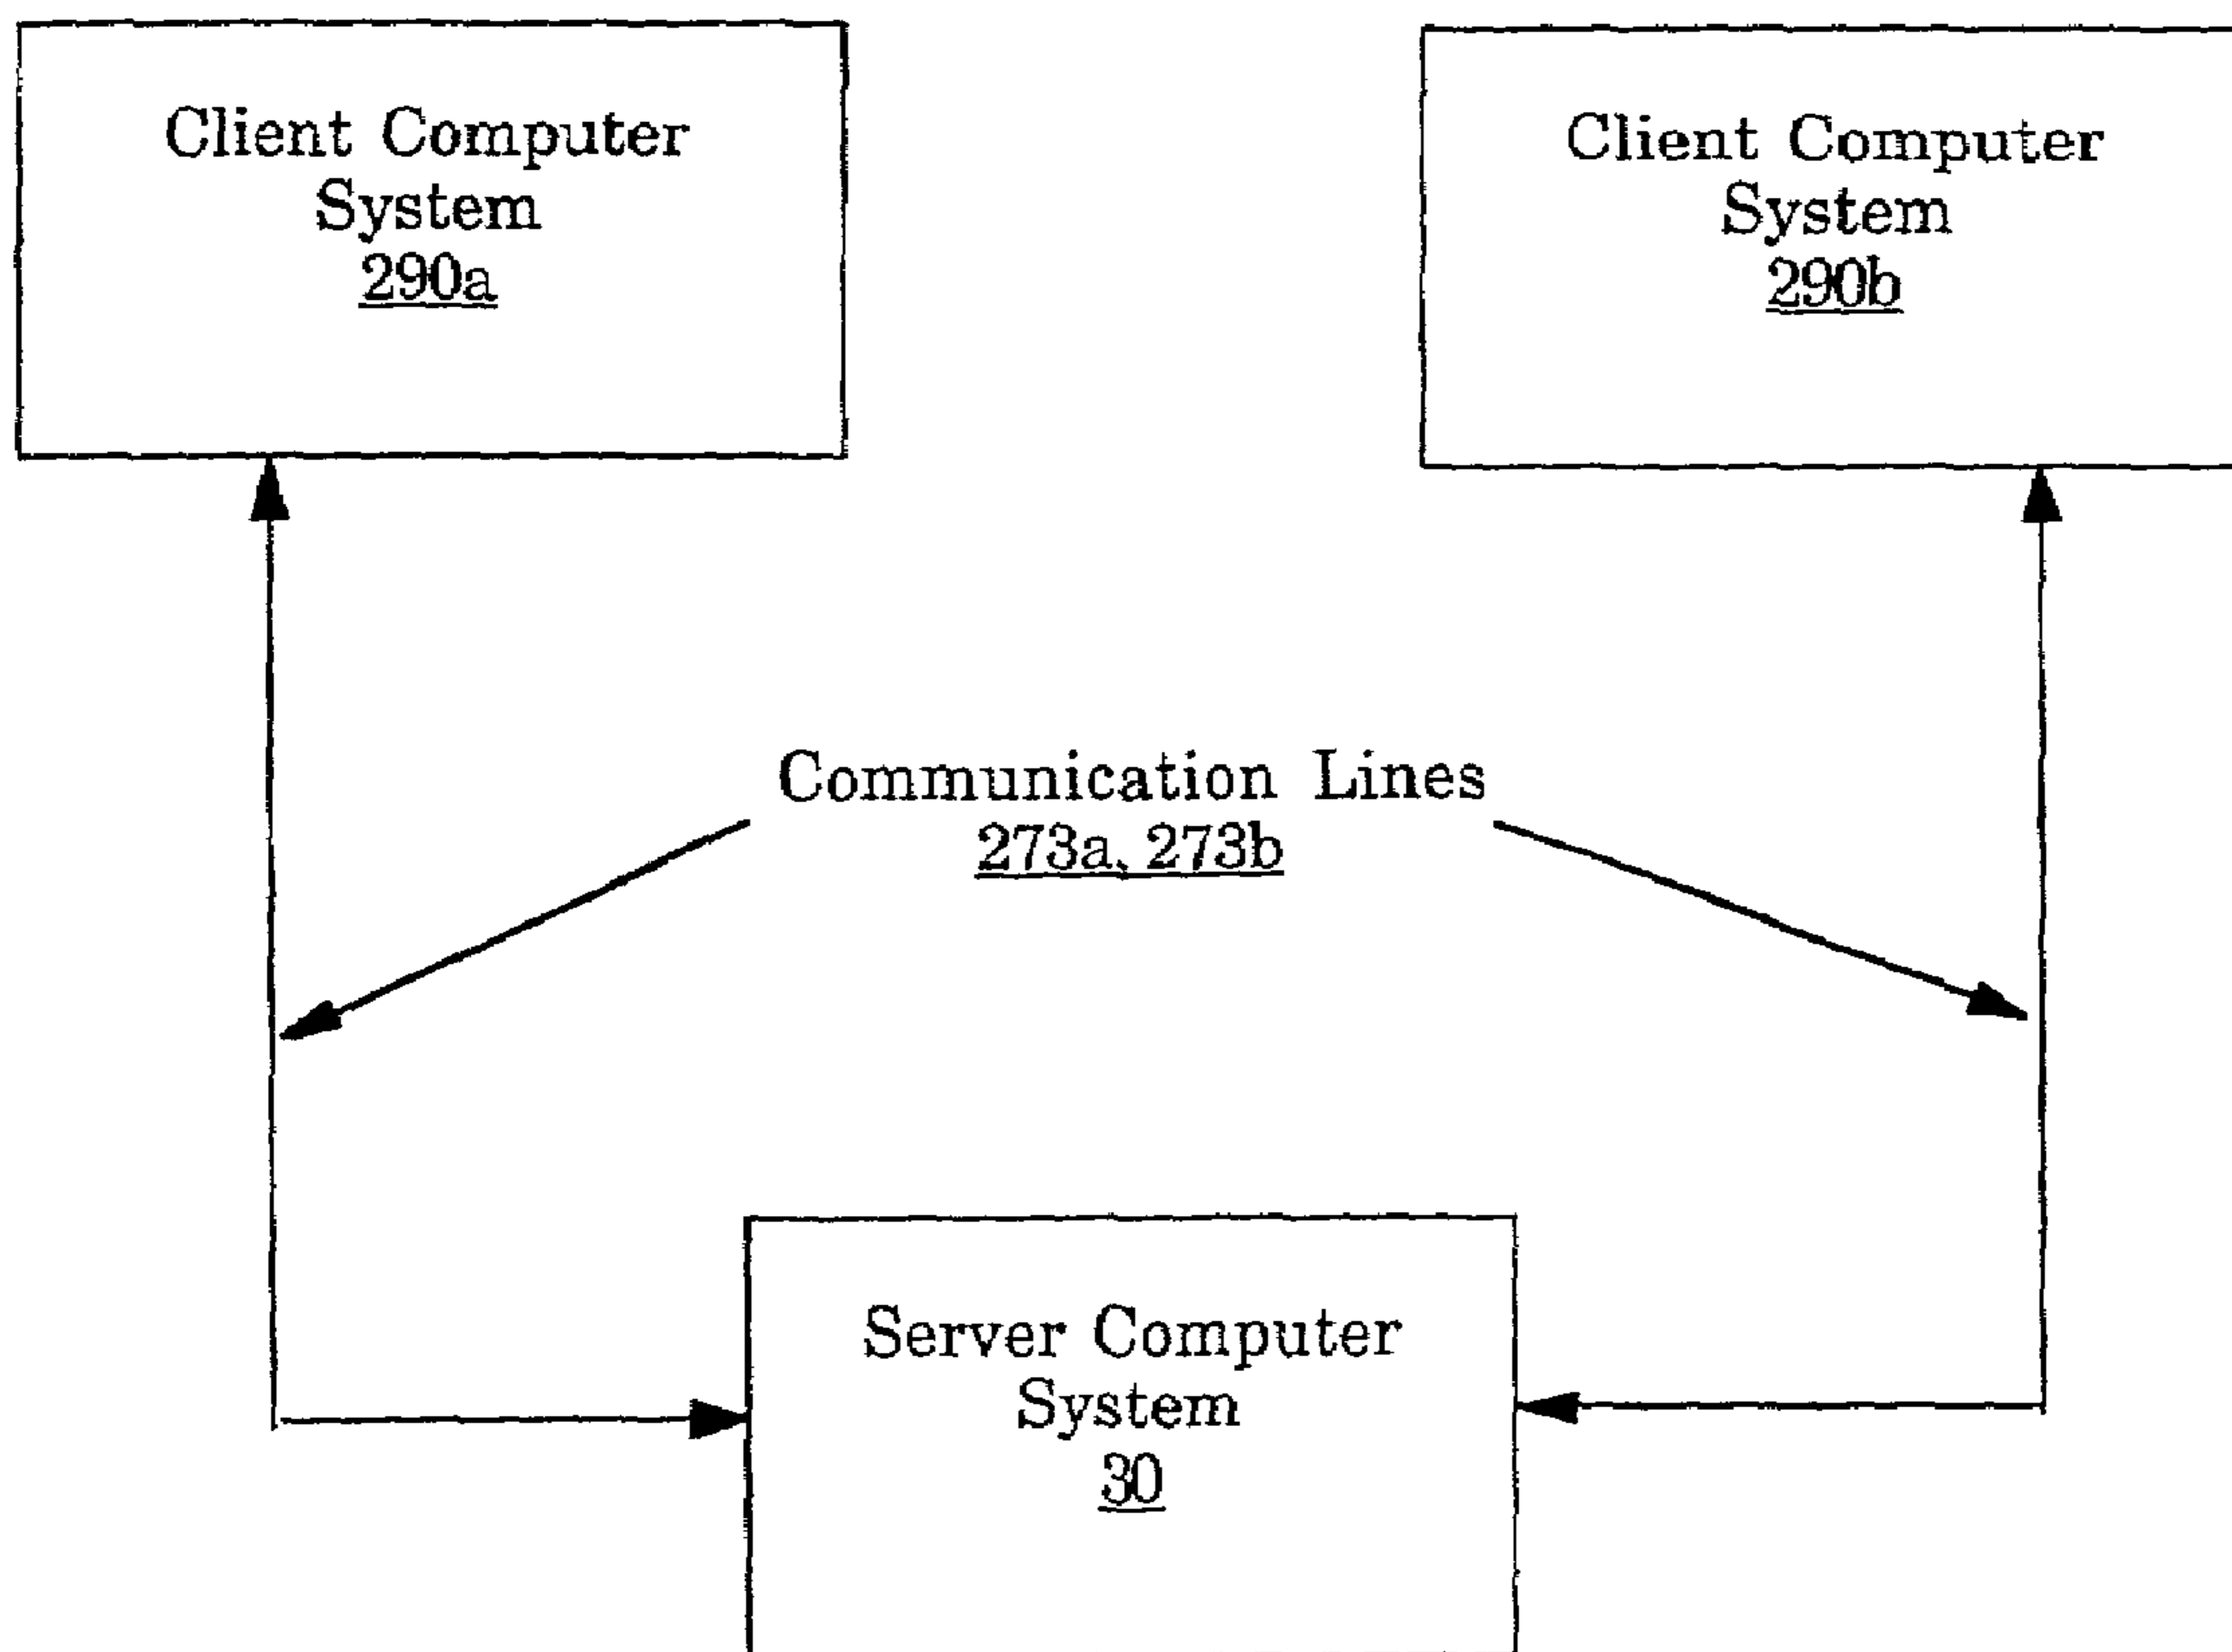 Client Computer
System
290a
Client Computer
System
290b
Communication Lines
273a, 273b
Server Computer
System
30